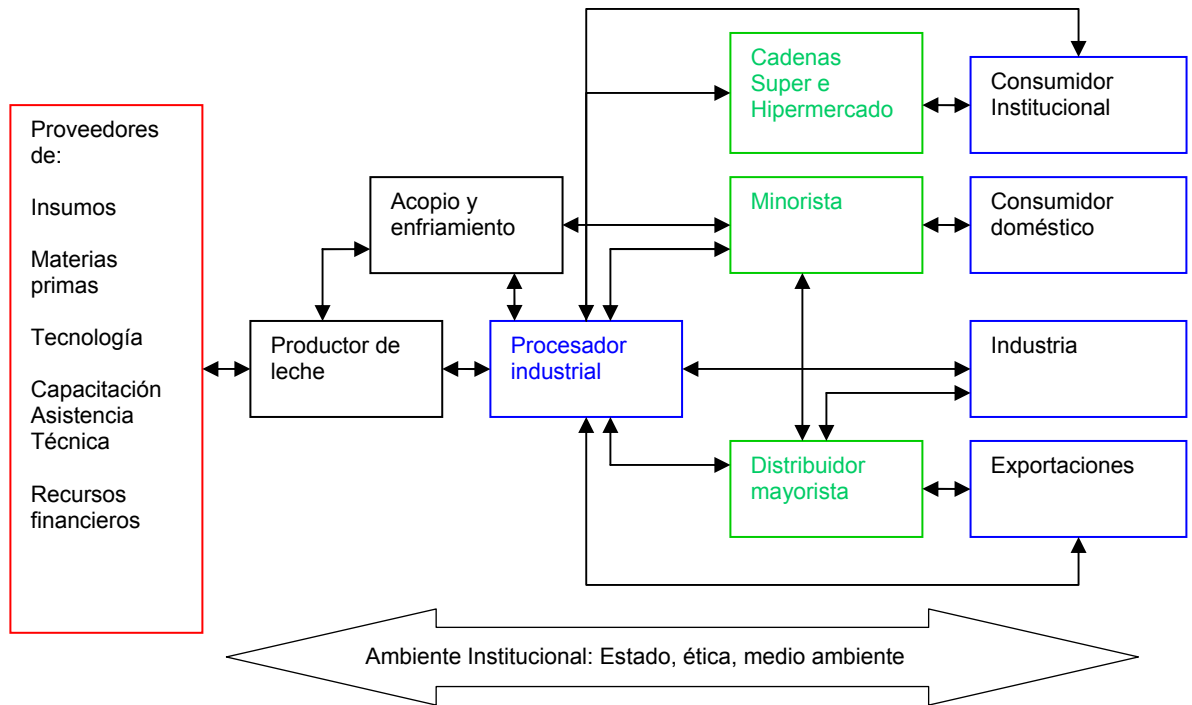 Proveedores
de:
Insumos
Materias
primas
Tecnología
Capacitación
Asistencia
Técnica
Recursos
financieros
Productor de
leche
Acopio y
enfriamiento
Procesador
industrial
Cadenas
Super e
Hipermercado
Minorista
Distribuidor
mayorista
Consumidor
Institucional
Consumidor
doméstico
Industria
Exportaciones
Ambiente Institucional: Estado, ética, medio ambiente